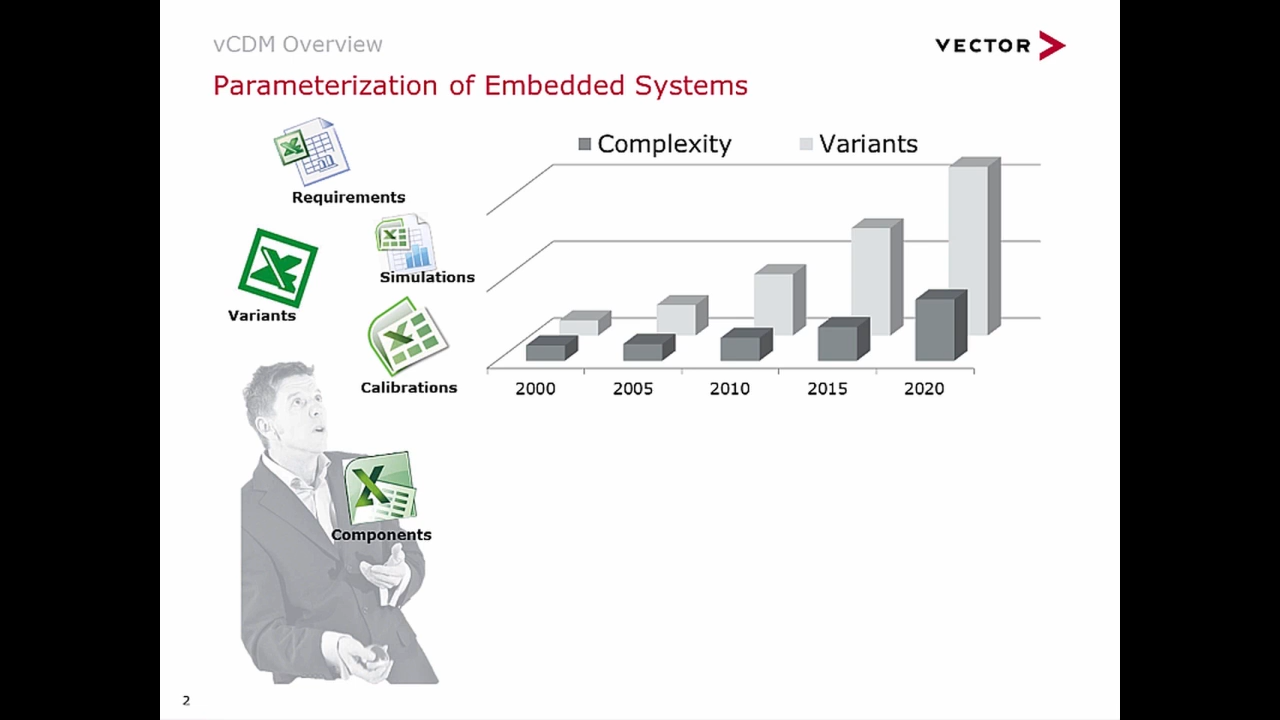 vCDM Overview
VECTOR
Parameterization of Embedded Systems
Complexity
Variants
Requirements
Simulations
Variants
Calibrations
2000
2005
2010
2015
2020
Components
2